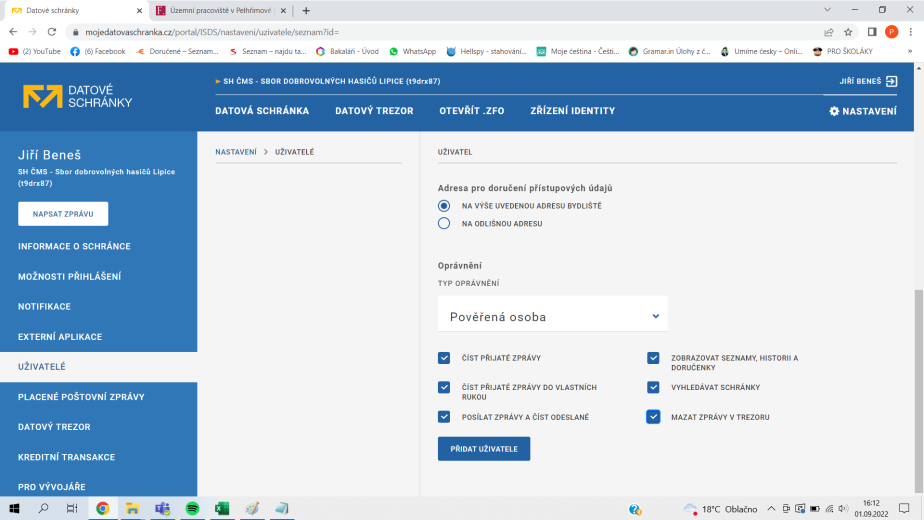 Datové schránky
Územní pracoviště v Pelhřimově
mojedatovaschranka.cz/portal/ISDS/nastaveni/uzivatele/seznam?id=
P
(2) YouTube
(6) Facebook
Doručené – Seznam...
Seznam – najdu ta...
Bakaláři - Úvod
WhatsApp
Hellspy - stahování...
Moje čeština - Češti...
Gramar.in Úlohy z č...
Umíme česky – Onli...
PRO ŠKOLÁKY
»
DATOVÉ
SCHRÁNKY
SH ČMS - SBOR DOBROVOLNÝCH HASIČŮ LIPICE (t9drx87)
JIŘÍ BENEŠ
DATOVÁ SCHRÁNKA
DATOVÝ TREZOR
OTEVŘÍT .ZFO
ZŘÍZENÍ IDENTITY
NASTAVENÍ
Jiří Beneš
SH ČMS - Sbor dobrovolných hasičů Lipice
(t9drx87)
NAPSAT ZPRÁVU
INFORMACE O SCHRÁNCE
MOŽNOSTI PŘIHLÁŠENÍ
NOTIFIKACE
EXTERNÍ APLIKACE
UŽIVATELÉ
PLACENÉ POŠTOVNÍ ZPRÁVY
DATOVÝ TREZOR
KREDITNÍ TRANSAKCE
PRO VÝVOJÁŘE
NASTAVENÍ > UŽIVATELÉ
UŽIVATEL
Adresa pro doručení přístupových údajů
NA VÝŠE UVEDENOU ADRESU BYDLIŠTĚ
NA ODLIŠNOU ADRESU
Oprávnění
TYP OPRÁVNĚNÍ
Pověřená osoba
ČÍST PŘIJATÉ ZPRÁVY
ZOBRAZOVAT SEZNAMY, HISTORII A
DORUČENKY
ČÍST PŘIJATÉ ZPRÁVY DO VLASTNÍCH
RUKOU
VYHLEDÁVAT SCHRÁNKY
POSÍLAT ZPRÁVY A ČÍST ODESLANÉ
MAZAT ZPRÁVY V TREZORU
PŘIDAT UŽIVATELE
18°C Oblačno
16:12
01.09.2022